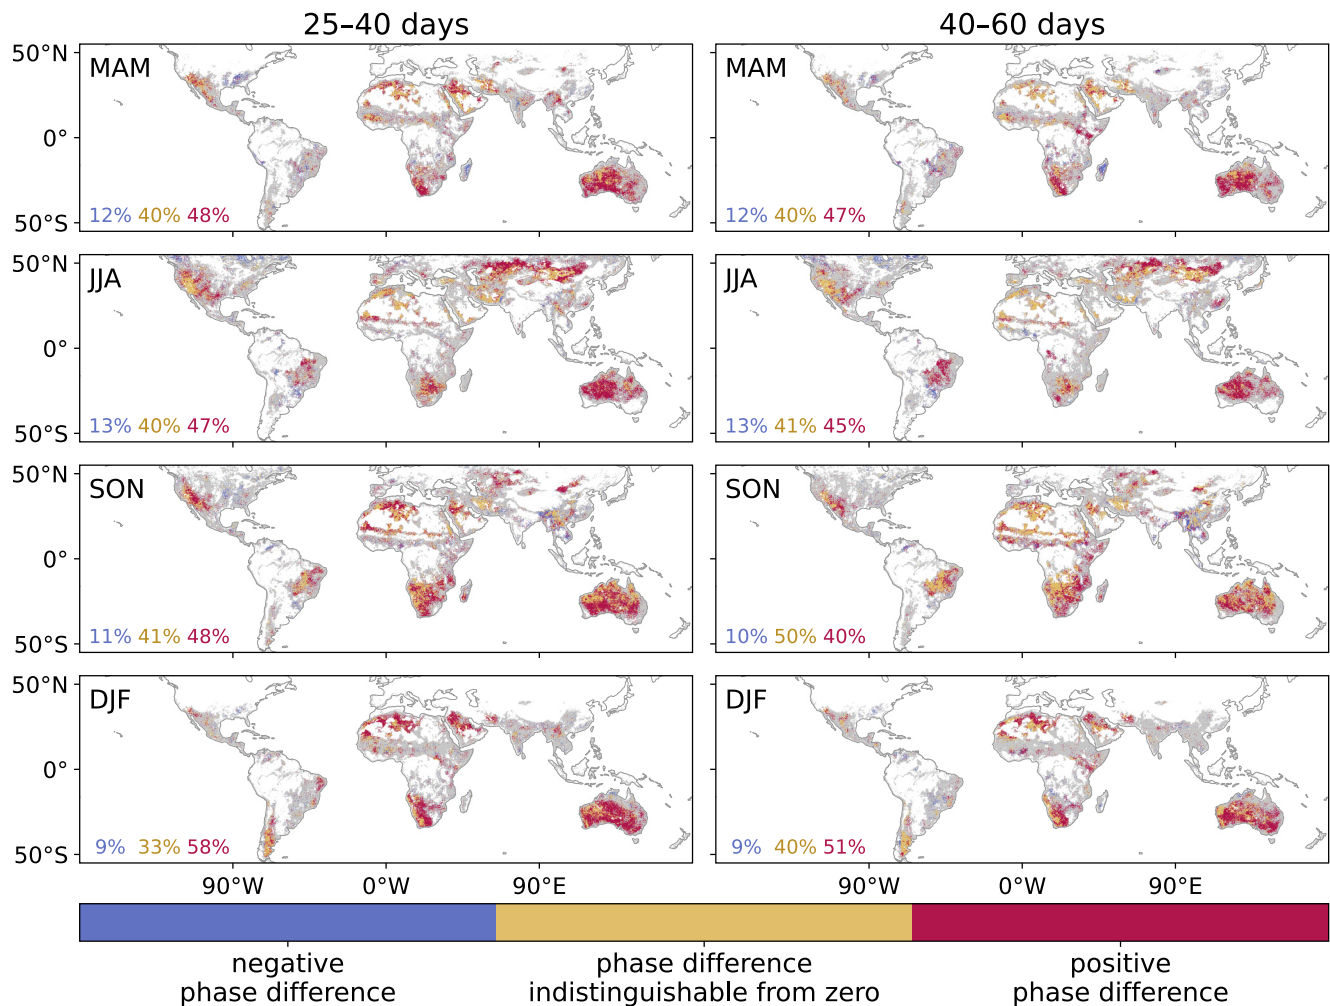 25–40 days 40–60 days
50°N
MAM MAM
0°
12% 40% 48% 12% 40% 47%
50°S
50°N
JJA JJA
0°
13% 40% 47% 13% 41% 45%
50°S
50°N
SON SON
0°
11% 41% 48% 10% 50% 40%
50°S
50°N
DJF DJF
0°
9% 33% 58% 9% 40% 51%
50°S
90°W 0°W 90°E 90°W 0°W 90°E
negative phase difference positive
phase difference indistinguishable from zero phase difference